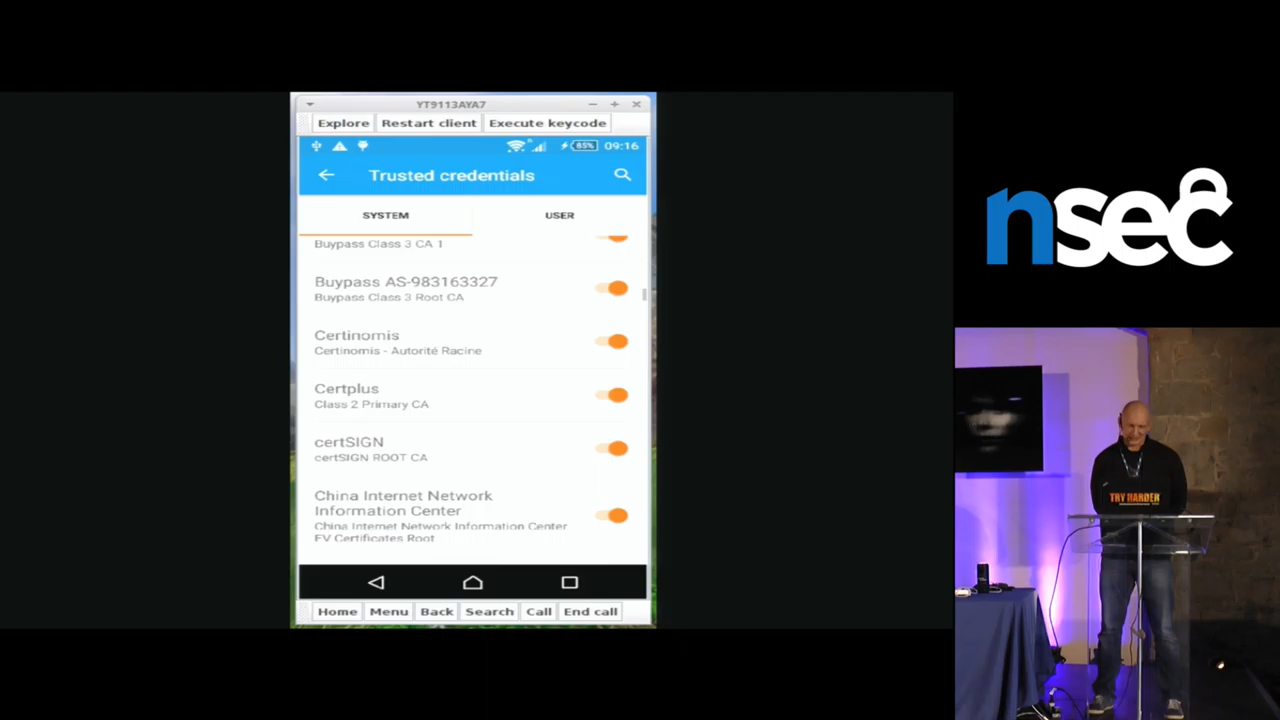 YT9113AYA7
Explore Restart client Execute keycode
85% 09:16
Trusted credentials
SYSTEM USER
Buypass Class 3 CA 1
Buypass AS-983163327
Buypass Class 3 Root CA
Certinomis
Certinomis - Autorité Racine
Certplus
Class 2 Primary CA
certSIGN
certSIGN ROOT CA
China Internet Network
Information Center
China Internet Network Information Center
EV Certificates Root
Home Menu Back Search Call End call
nsec
TRY HARDER